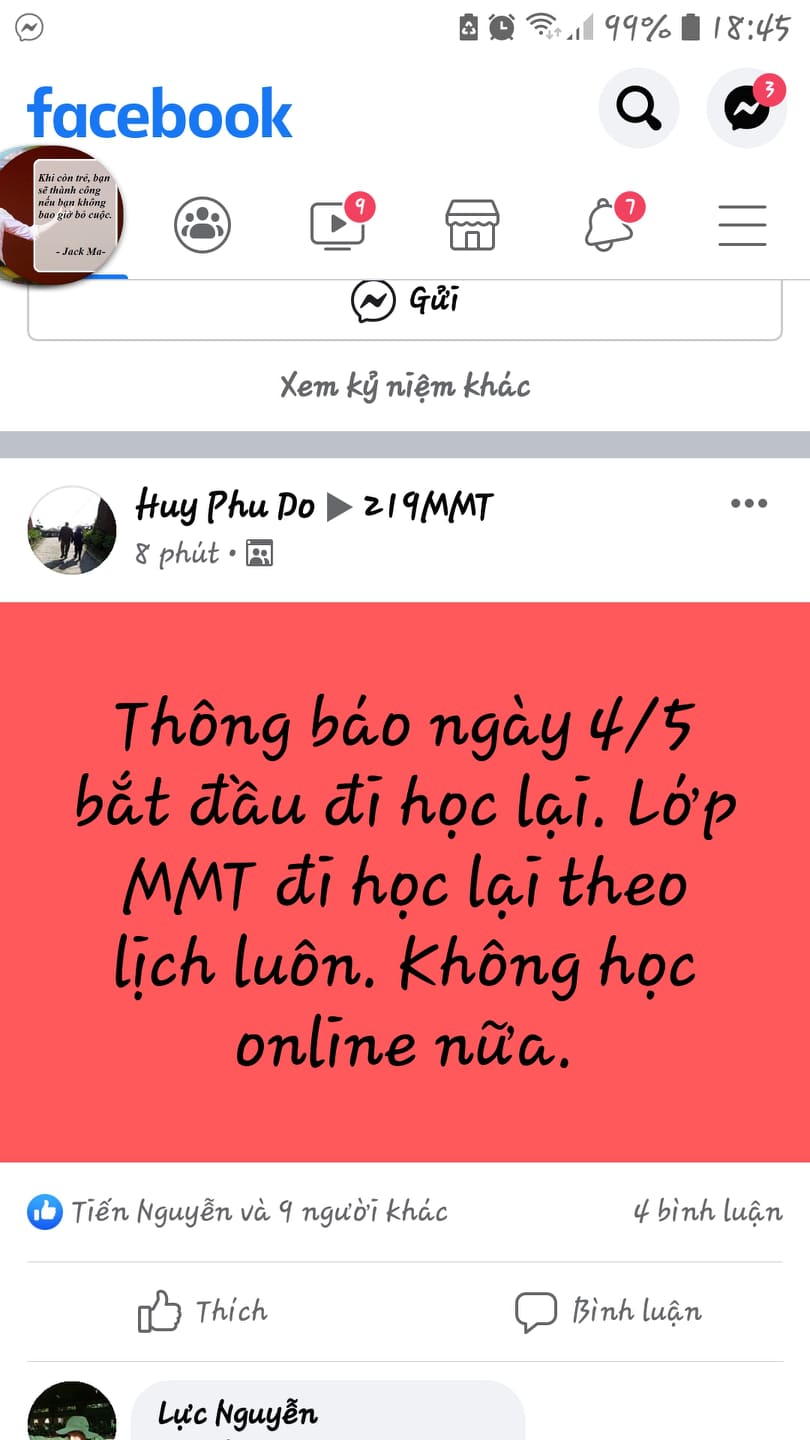 99% 18:45
facebook
3
Khi còn trẻ, bạn
sẽ thành công
nếu bạn không
bao giờ bỏ cuộc.
- Jack Ma-
9
7
Gửi
Xem kỷ niệm khác
Huy Phu Do ▶ 219MMT
8 phút •
Thông báo ngày 4/5
bắt đầu đi học lại. Lớp
MMT đi học lại theo
lịch luôn. Không học
online nữa.
Tiến Nguyễn và 9 người khác 4 bình luận
Thích Bình luận
Lực Nguyễn